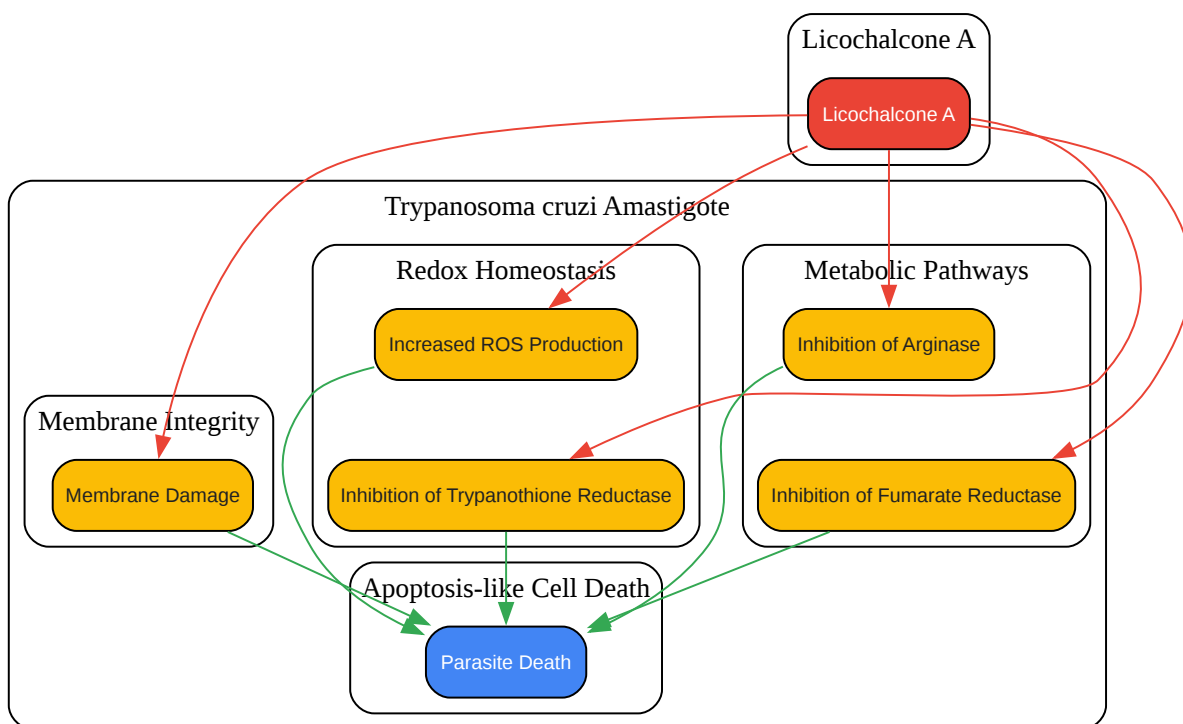 Licochalcone A
Licochalcone A
Trypanosoma cruzi Amastigote
Redox Homeostasis
Metabolic Pathways
Increased ROS Production
Inhibition of Arginase
Membrane Integrity
Membrane Damage
Inhibition of Trypanothione Reductase
Inhibition of Fumarate Reductase
Apoptosis-like Cell Death
Parasite Death